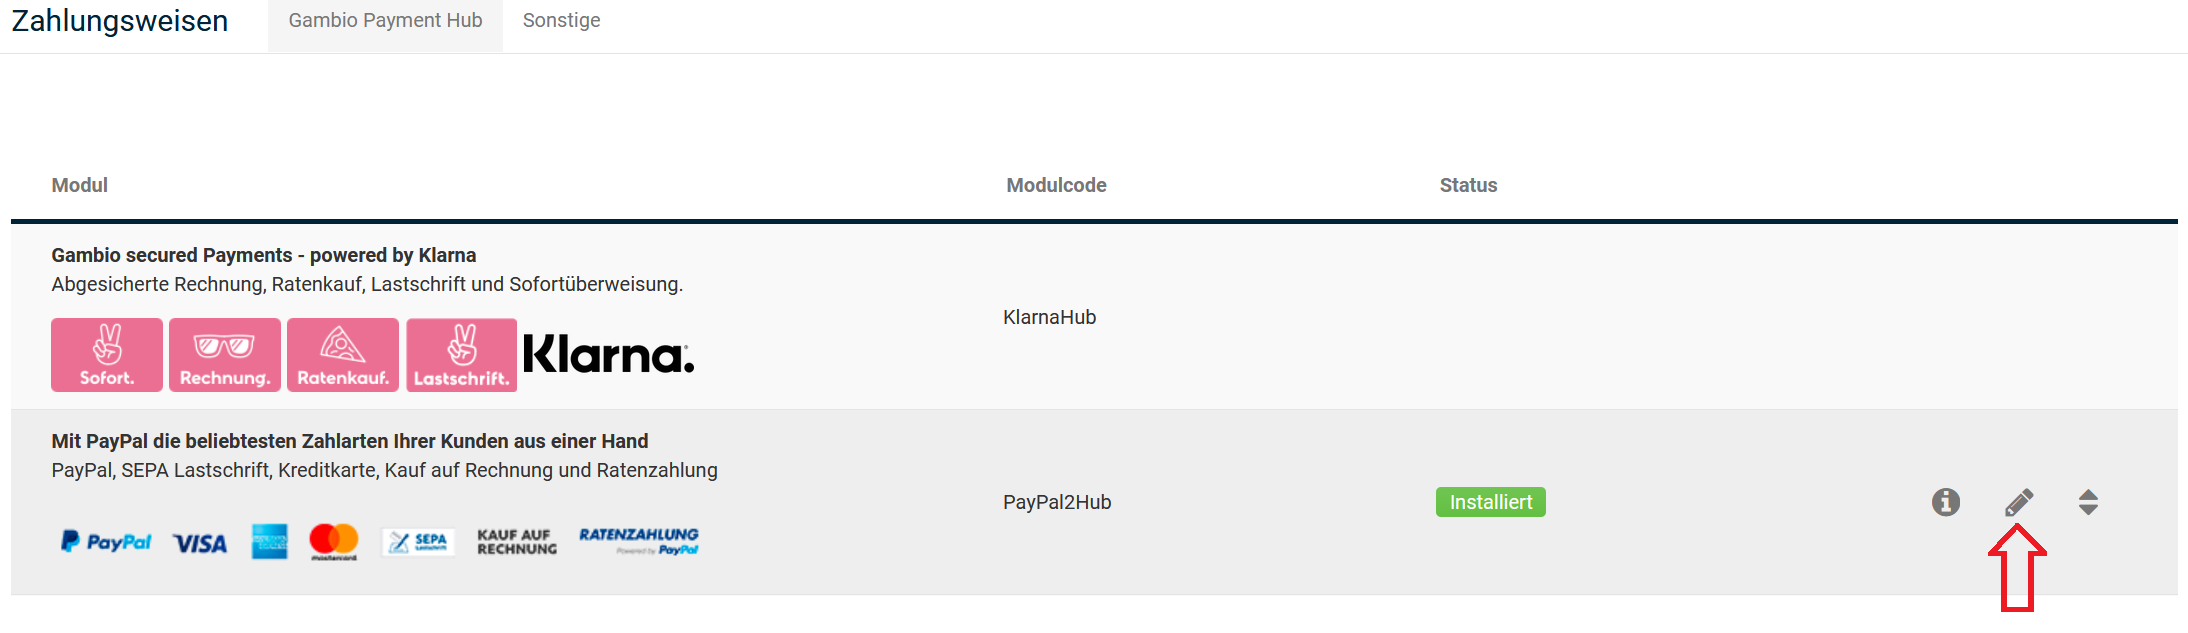 Zahlungsweisen
Gambio Payment Hub
Sonstige
Modul
Modulcode
Status
Gambio secured Payments - powered by Klarna
Abgesicherte Rechnung, Ratenkauf, Lastschrift und Sofortüberweisung.
Sofort.
Rechnung.
Ratenkauf.
Lastschrift.
Klarna.
KlarnaHub
Mit PayPal die beliebtesten Zahlarten Ihrer Kunden aus einer Hand
PayPal, SEPA Lastschrift, Kreditkarte, Kauf auf Rechnung und Ratenzahlung
PayPal
VISA
mastercard
SEPA
Lastschrift
KAUF AUF
RECHNUNG
RATENZAHLUNG
Powered by PayPal
PayPal2Hub
Installiert